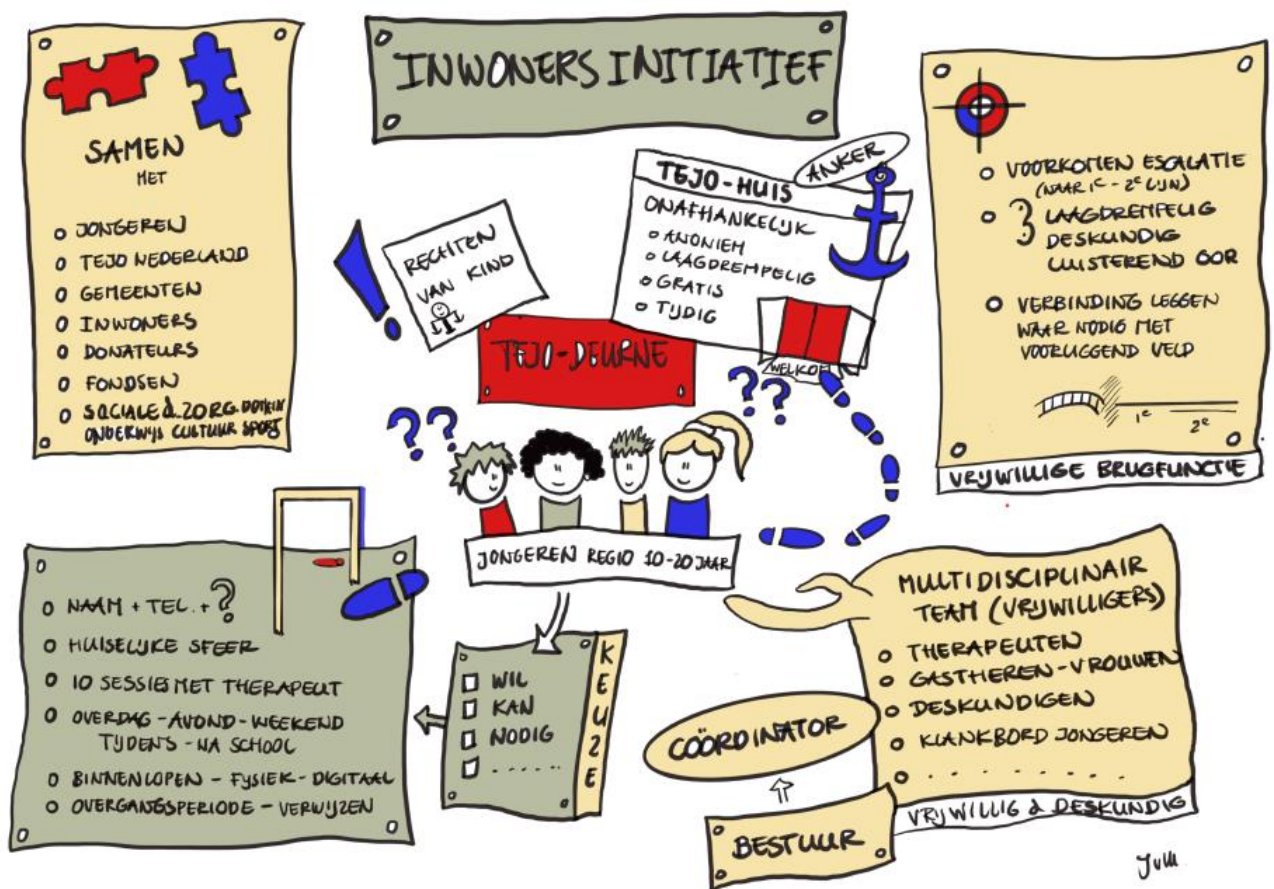 INWONERSINITIATIEF
SAMEN
MET
JONGEREN
TEJO NEDERLAND
GEMEENTEN
INWONERS
DONATEURS
FONDSEN
SOCIALE & ZORG DOMEIN
ONDERWIJS CULTUUR SPORT
RECHTEN
VAN KIND
!
TEJO-HUIS
ANKER
ONAFHANKELIJK
ANONIEM
LAAGDREMPELIG
GRATIS
TIJDIG
WELKOM
TEJO-DEURNE
??
??
JONGEREN REGIO 10-20 JAAR
VOORKOMEN ESCALATIE
(NAAR 1e - 2e LIJN)
LAAGDREMPELIG
DESKUNDIG
LUISTEREND OOR
VERBINDING LEGGEN
WAAR NODIG MET
VOORLIGGEND VELD
1e
2e
VRIJWILLIGE BRUGFUNCTIE
NAAM + TEL. + ?
HUISELIJKE SFEER
10 SESSIES MET THERAPEUT
OVERDAG - AVOND - WEEKEND
TIJDENS - NA SCHOOL
BINNENLOPEN - FYSIEK - DIGITAAL
OVERGANGSPERIODE - VERWIJZEN
WIL
KAN
NODIG
. . . . . .
KEUZE
MULTIDISCIPLINAIR
TEAM (VRIJWILLIGERS)
THERAPEUTEN
GASTHEREN-VROUWEN
DESKUNDIGEN
KLANKBORD JONGEREN
. . . . . . .
VRIJWILLIG & DESKUNDIG
COÖRDINATOR
BESTUUR